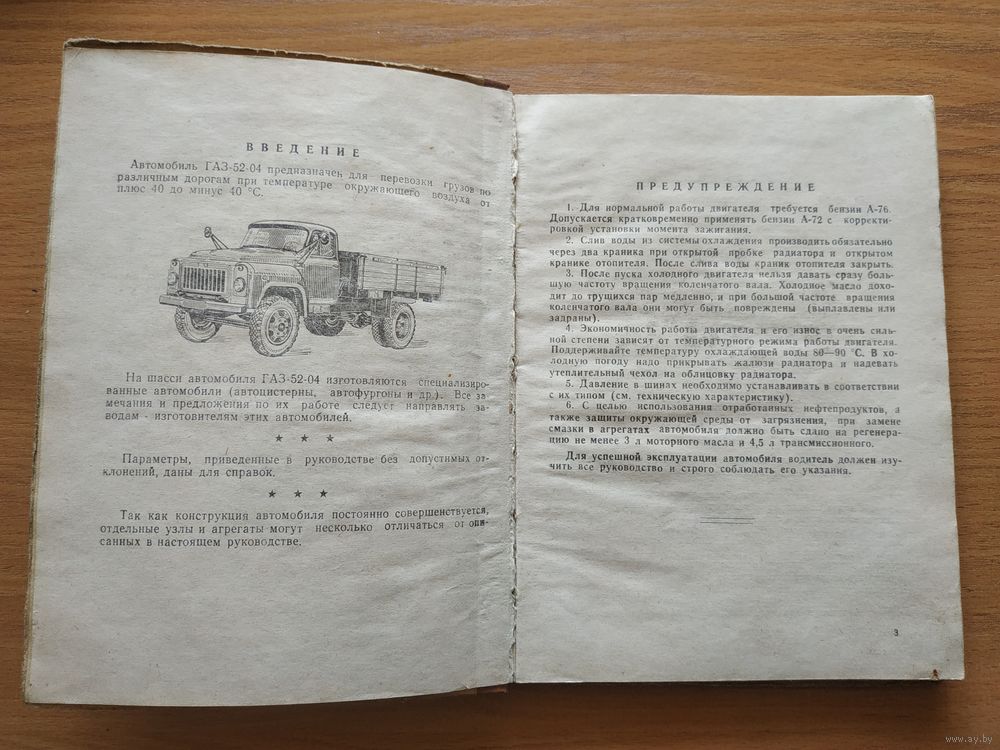 ВВЕДЕНИЕ
Автомобиль ГАЗ-52-04 предназначен для перевозки грузов по
различным дорогам при температуре окружающего воздуха от
плюс 40 до минус 40 °С.
На шасси автомобиля ГАЗ-52-04 изготовляются специализиро-
ванные автомобили (автоцистерны, автофургоны и др.). Все за-
мечания и предложения по их работе следует направлять за-
водам - изготовителям этих автомобилей.
★ ★ ★
Параметры, приведенные в руководстве без допустимых от-
клонений, даны для справок.
★ ★ ★
Так как конструкция автомобиля постоянно совершенствуется,
отдельные узлы и агрегаты могут несколько отличаться от опи-
санных в настоящем руководстве.
ПРЕДУПРЕЖДЕНИЕ
1. Для нормальной работы двигателя требуется бензин А-76.
Допускается кратковременно применять бензин А-72 с корректи-
ровкой установки момента зажигания.
2. Слив воды из системы охлаждения производить обязательно
через два краника при открытой пробке радиатора и открытом
кранике отопителя. После слива воды краник отопителя закрыть.
3. После пуска холодного двигателя нельзя давать сразу боль-
шую частоту вращения коленчатого вала. Холодное масло дохо-
дит до трущихся пар медленно, и при большой частоте вращения
коленчатого вала они могут быть повреждены (выплавлены или
задраны).
4. Экономичность работы двигателя и его износ в очень силь-
ной степени зависят от температурного режима работы двигателя.
Поддерживайте температуру охлаждающей воды 80—90 °С. В хо-
лодную погоду надо прикрывать жалюзи радиатора и надевать
утеплительный чехол на облицовку радиатора.
5. Давление в шинах необходимо устанавливать в соответствии
с их типом (см. техническую характеристику).
6. С целью использования отработанных нефтепродуктов, а
также защиты окружающей среды от загрязнения, при замене
смазки в агрегатах автомобиля должно быть сдано на регенера-
цию не менее 3 л моторного масла и 4,5 л трансмиссионного.
Для успешной эксплуатации автомобиля водитель должен изу-
чить все руководство и строго соблюдать его указания.
3
www.ay.by